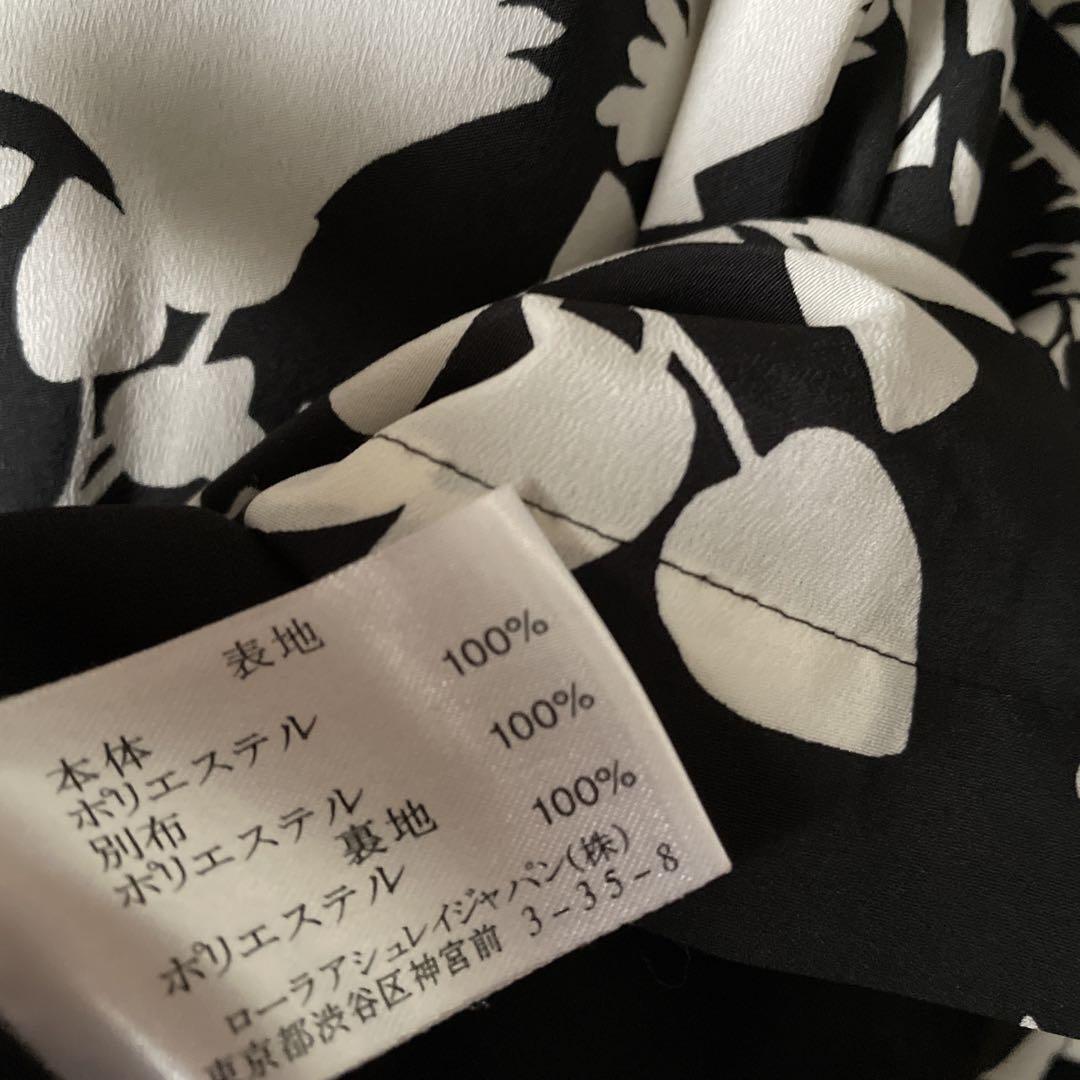 表地
本体
ポリエステル 100%
別布
ポリエステル 100%
裏地
ポリエステル 100%
ローラアシュレイジャパン(株)
東京都渋谷区神宮前 3-35-8